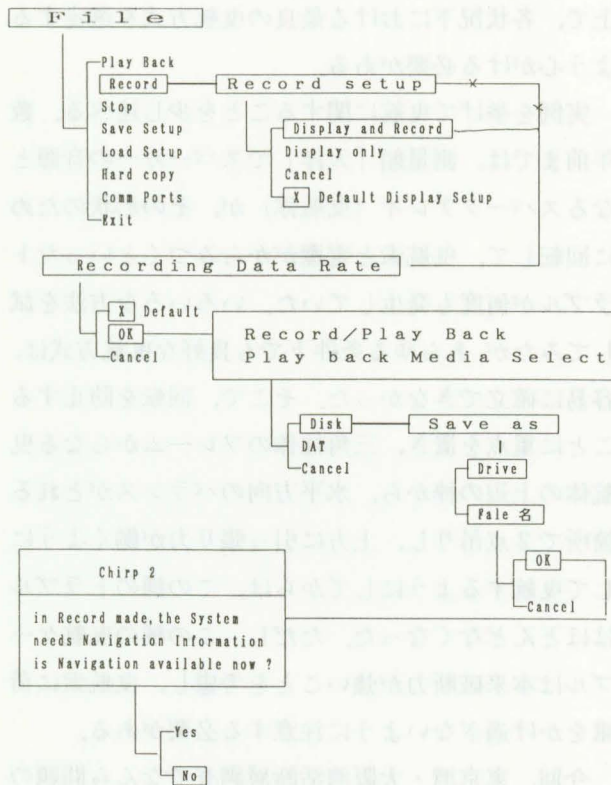 File
Play Back
Record
Record setup
Stop
Save Setup
Load Setup
Hard copy
Comm Ports
Exit
Display and Record
Display only
Cancel
X Default Display Setup
Recording Data Rate
X Default
OK
Cancel
Record/Play Back
Play back Media Select
Disk
DAT
Cancel
Save as
Drive
Fale 名
OK
Cancel
Chirp 2
in Record made, the System
needs Navigation Information
is Navigation available now ?
Yes
No